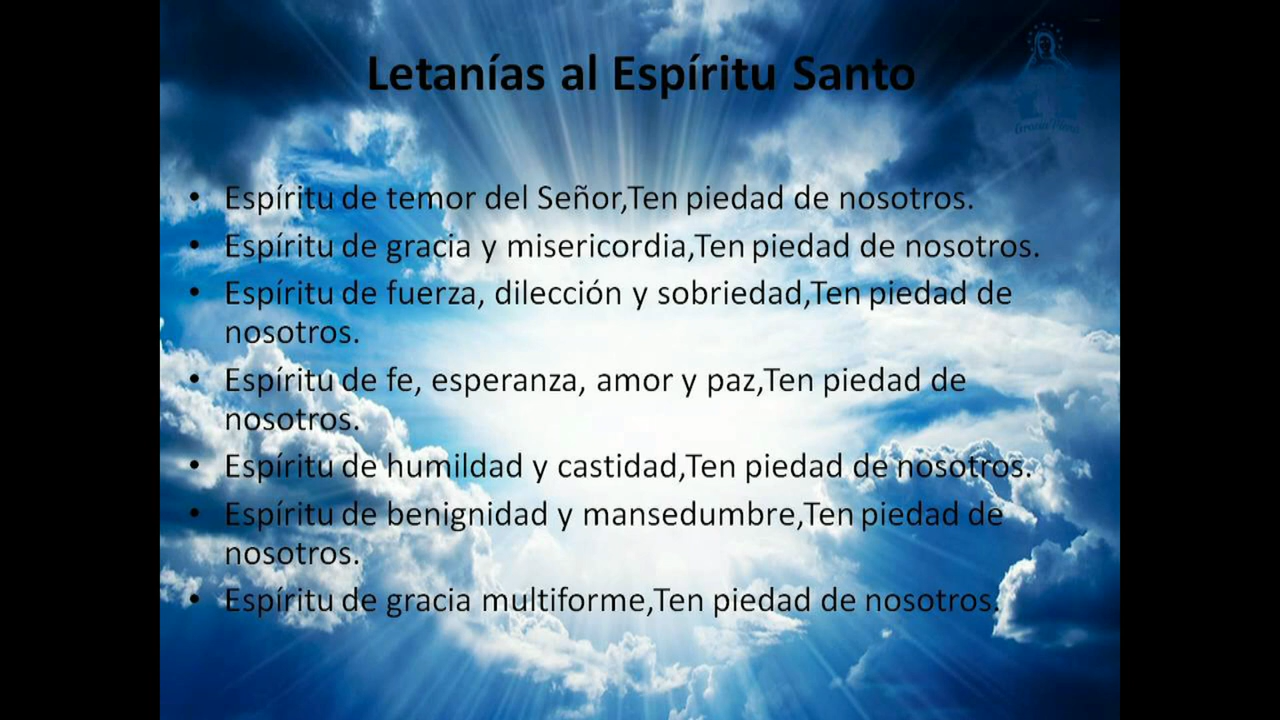 Letanías al Espíritu Santo
Gracia Plena
• Espíritu de temor del Señor,Ten piedad de nosotros.
• Espíritu de gracia y misericordia,Ten piedad de nosotros.
• Espíritu de fuerza, dilección y sobriedad,Ten piedad de
nosotros.
• Espíritu de fe, esperanza, amor y paz,Ten piedad de
nosotros.
• Espíritu de humildad y castidad,Ten piedad de nosotros.
• Espíritu de benignidad y mansedumbre,Ten piedad de
nosotros.
• Espíritu de gracia multiforme,Ten piedad de nosotros.